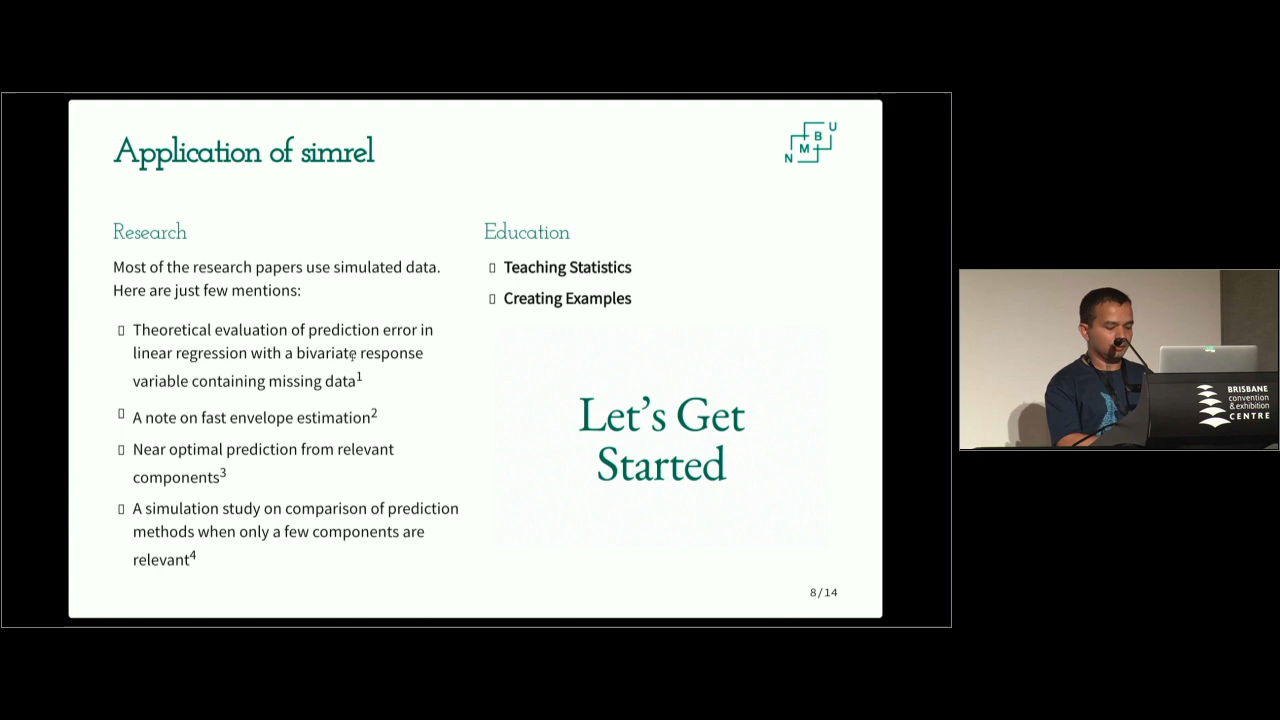 Application of simrel
N M B U
Research
Most of the research papers use simulated data.
Here are just few mentions:
Theoretical evaluation of prediction error in
linear regression with a bivariate response
variable containing missing data1
A note on fast envelope estimation2
Near optimal prediction from relevant
components3
A simulation study on comparison of prediction
methods when only a few components are
relevant4
Education
Teaching Statistics
Creating Examples
Let's Get
Started
8/14
BRISBANE
convention
& exhibition
CENTRE